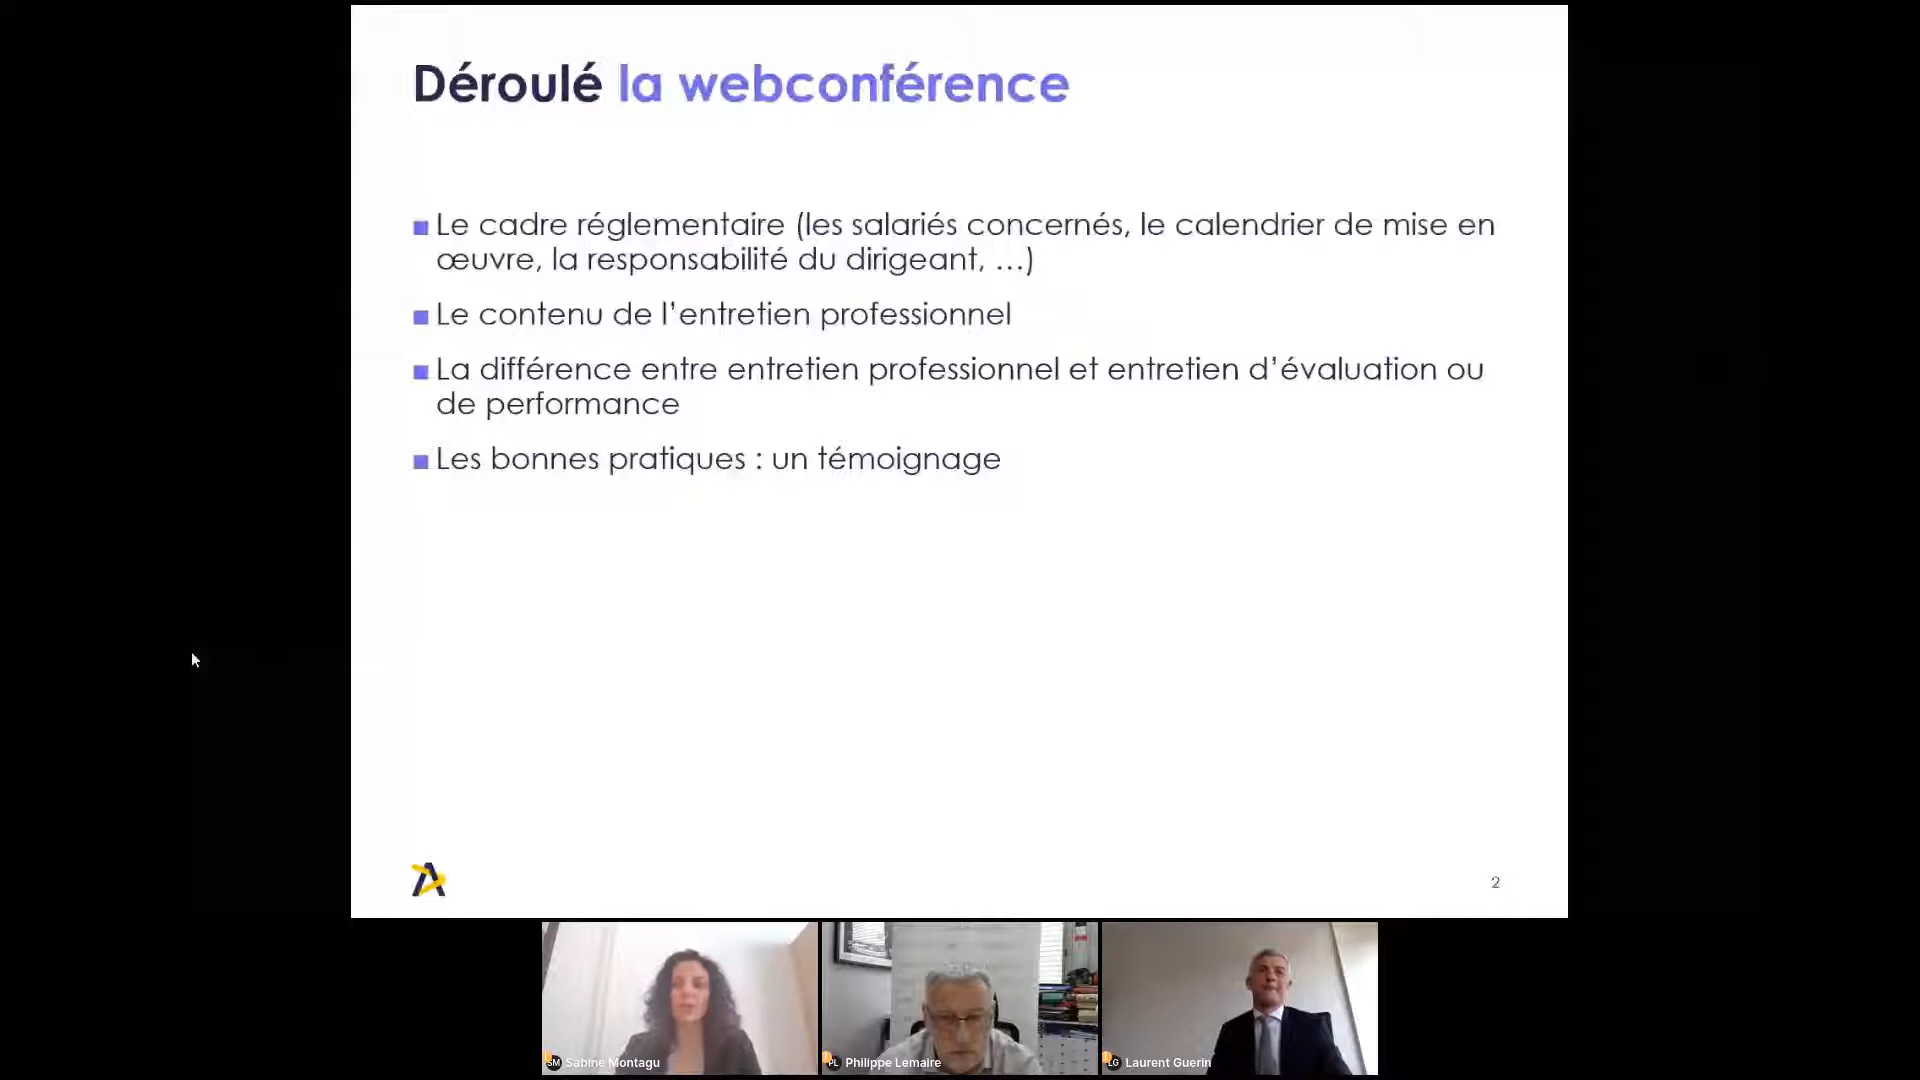 Déroulé la webconférence
Le cadre réglementaire (les salariés concernés, le calendrier de mise en
œuvre, la responsabilité du dirigeant, …)
Le contenu de l’entretien professionnel
La différence entre entretien professionnel et entretien d’évaluation ou
de performance
Les bonnes pratiques : un témoignage
2
SM Sabine Montagu
PL Philippe Lemaire
LG Laurent Guerin